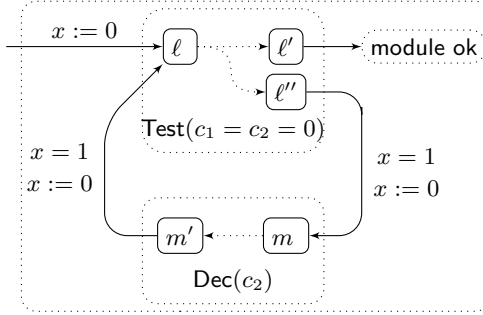 x := 0
ℓ
ℓ′
module ok
ℓ′′
Test(c₁ = c₂ = 0)
x = 1
x := 0
x = 1
x := 0
m′
m
Dec(c₂)